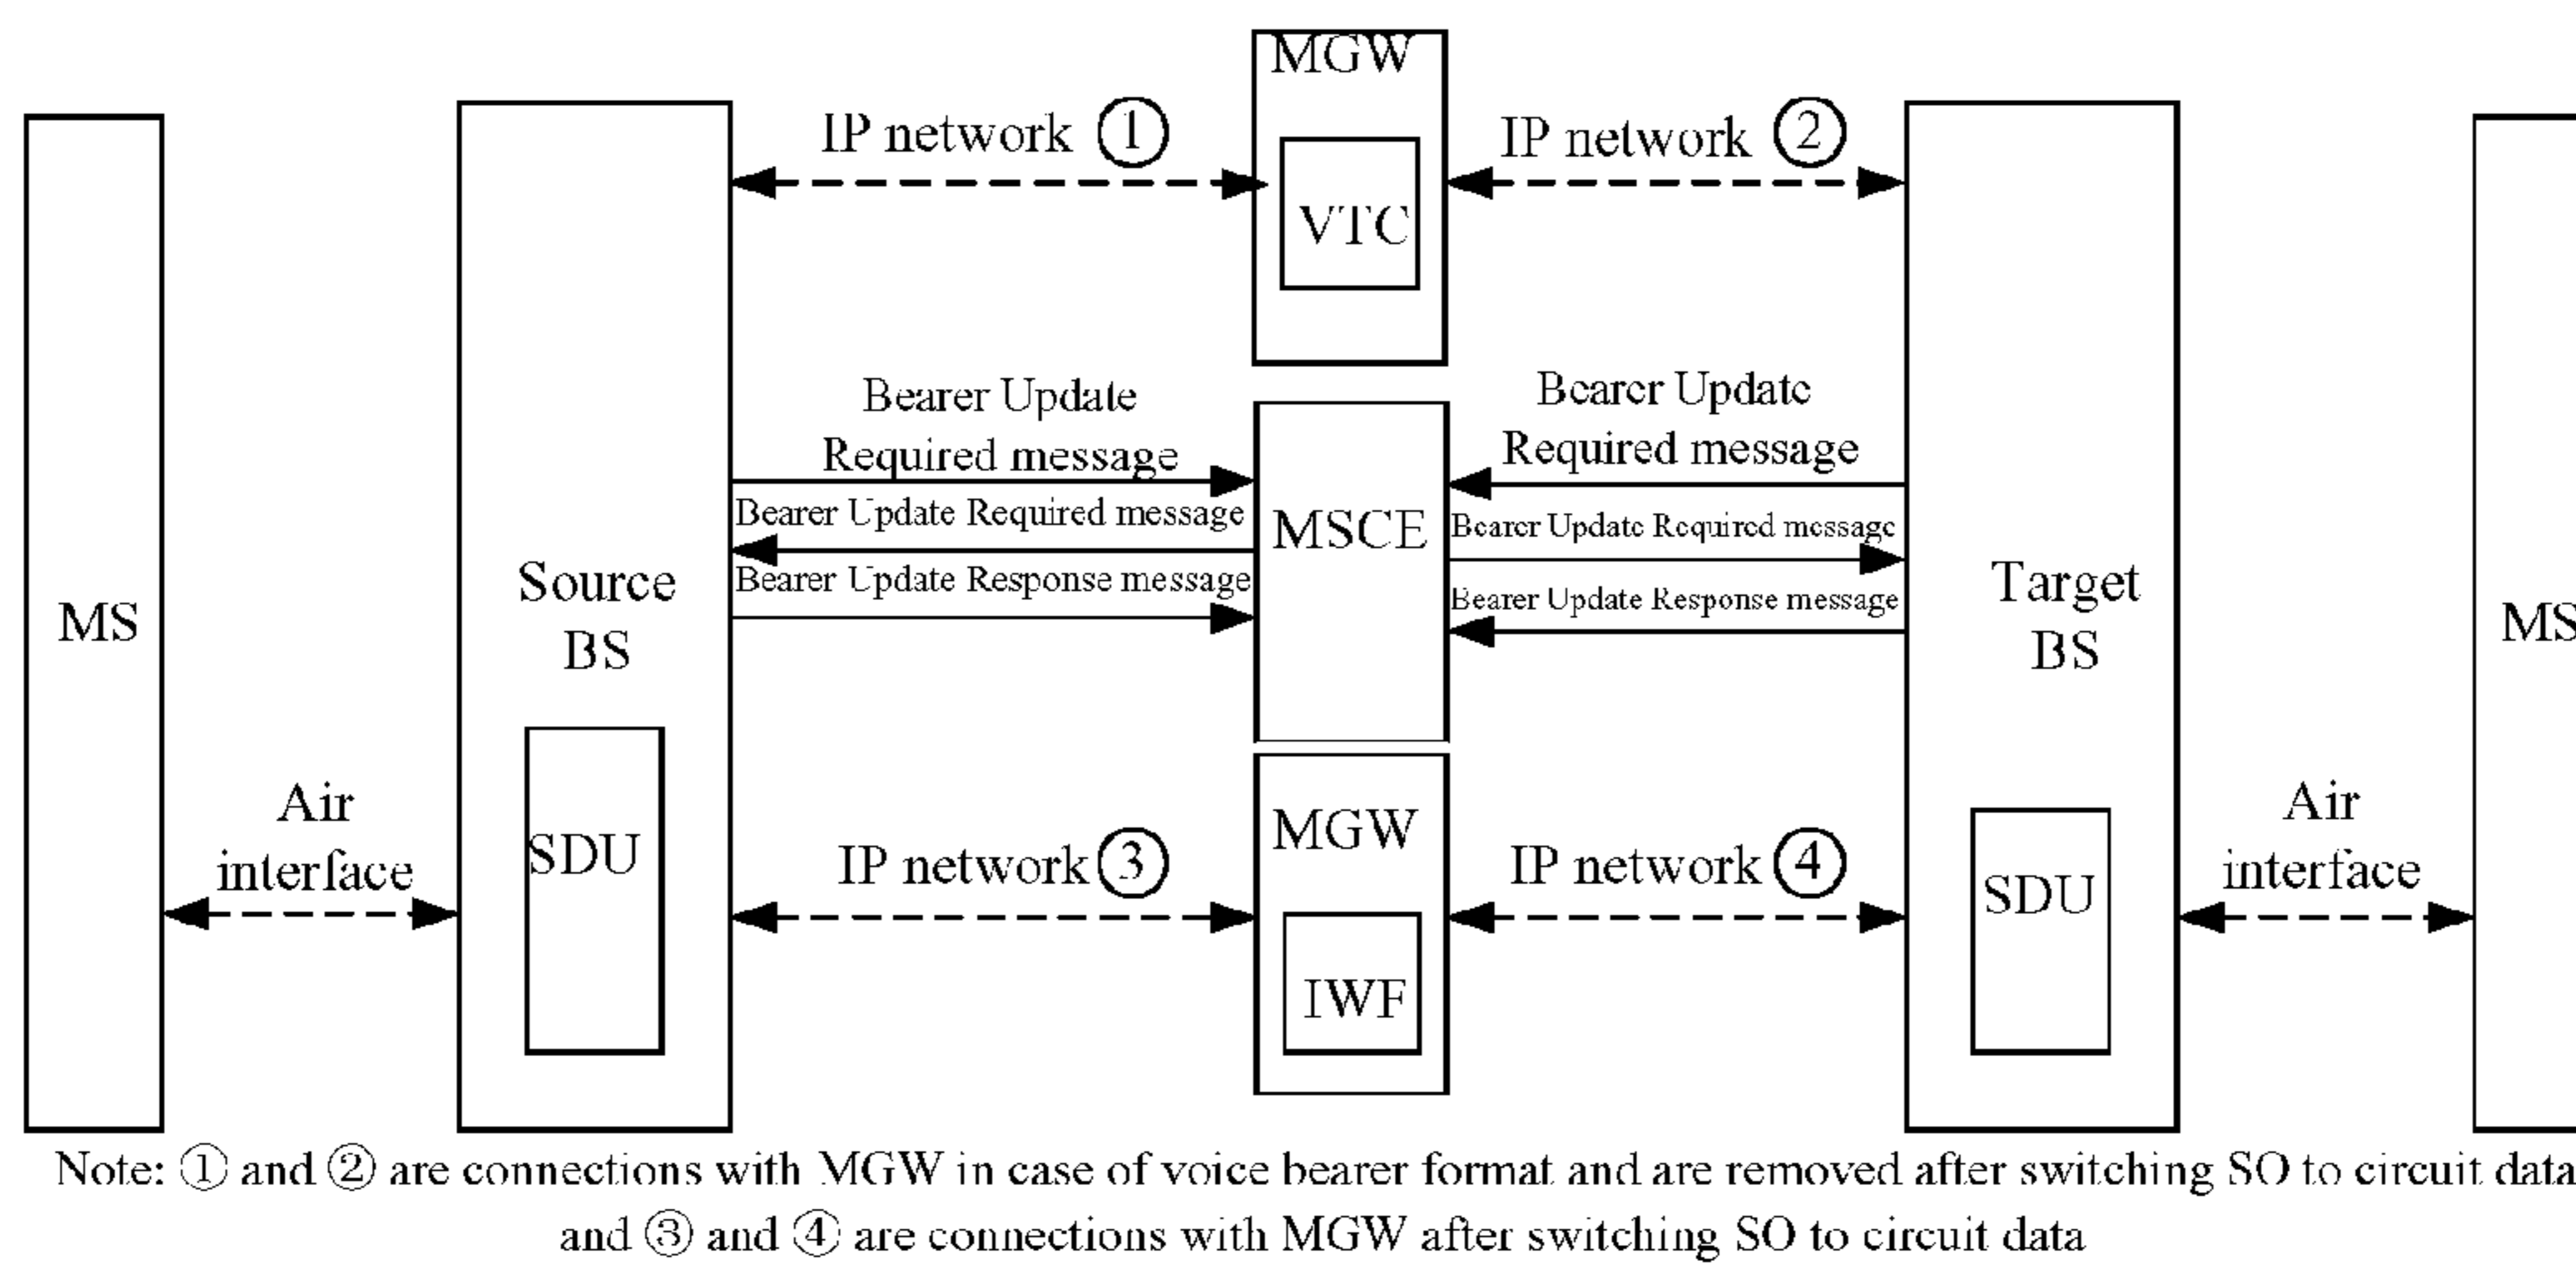 MGW
IP network ①
IP network ②
VTC
Bearer Update
Required message
Bearer Update
Required message
Bearer Update Required message
Bearer Update Required message
MSCE
Bearer Update Response message
Bearer Update Response message
MS
Source
BS
Target
BS
MS
SDU
SDU
Air
interface
IP network ③
MGW
IP network ④
Air
interface
IWF
Note: ① and ② are connections with MGW in case of voice bearer format and are removed after switching SO to circuit data
and ③ and ④ are connections with MGW after switching SO to circuit data